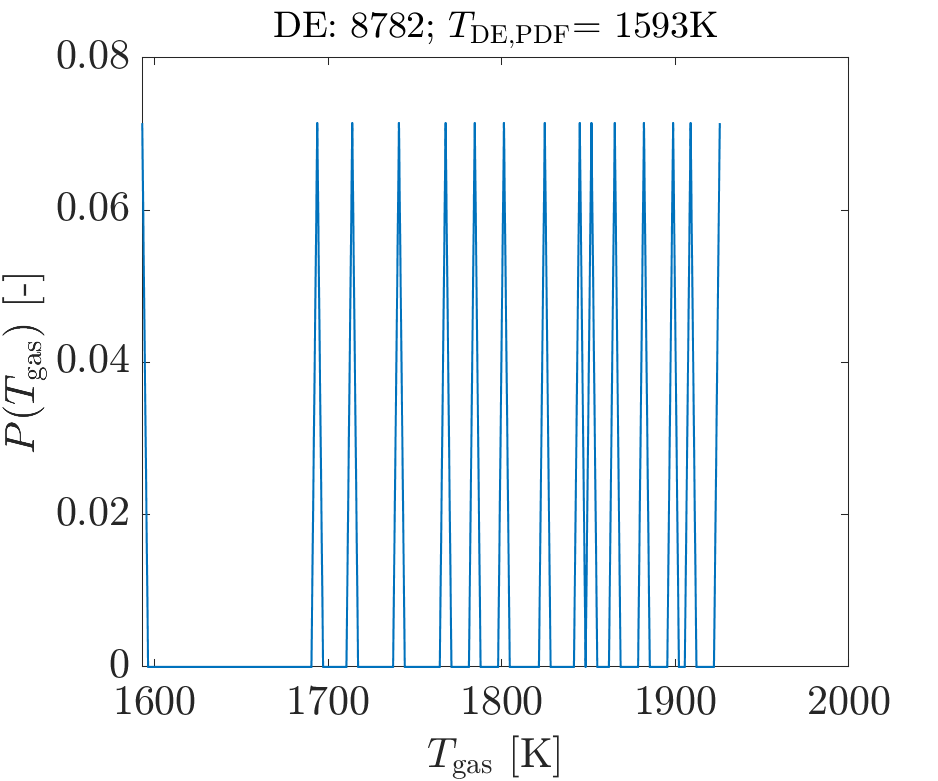 DE: 8782; T_DE,PDF= 1593K
0.08
0.06
0.04
0.02
0
P(T_gas) [-]
1600 1700 1800 1900 2000
T_gas [K]